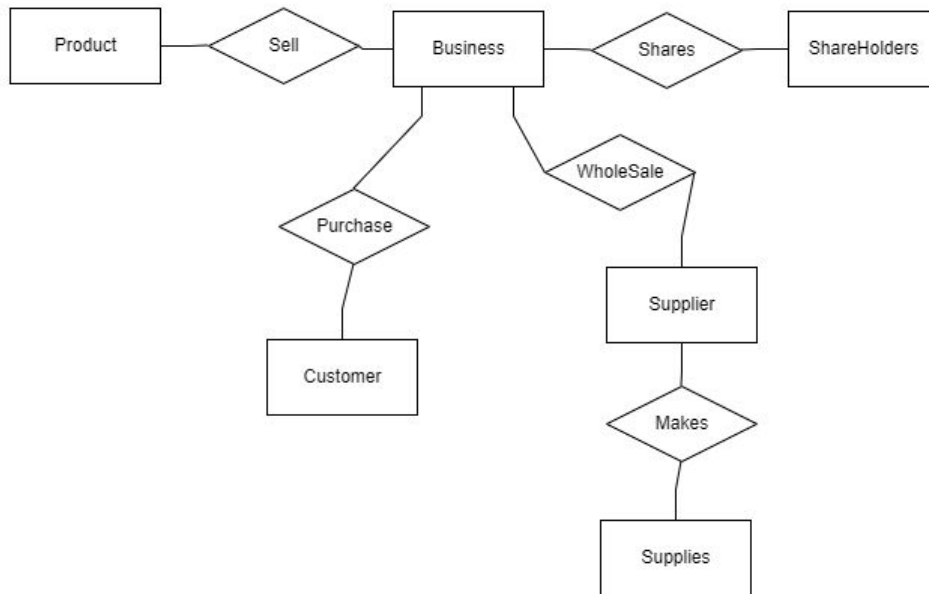 Product
Sell
Business
Shares
ShareHolders
WholeSale
Purchase
Supplier
Customer
Makes
Supplies